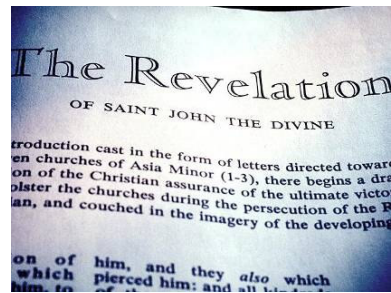 The Revelation
OF SAINT JOHN THE DIVINE
troduction cast in the form of letters directed towar
en churches of Asia Minor (1-3), there begins a dra
on of the Christian assurance of the ultimate victo
olster the churches during the persecution of the R
an, and couched in the imagery of the developing
on of
which
him, to
him, and they also which
pierced him: and all